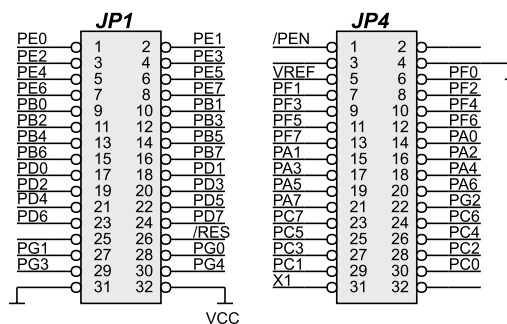 JP1 JP4
PE0 1 2 PE1 /PEN 1 2
PE2 3 4 PE3 3 4
PE4 5 6 PE5 VREF 5 6 PF0
PE6 7 8 PE7 PF1 7 8 PF2
PB0 9 10 PB1 PF3 9 10 PF4
PB2 11 12 PB3 PF5 11 12 PF6
PB4 13 14 PB5 PF7 13 14 PA0
PB6 15 16 PB7 PA1 15 16 PA2
PD0 17 18 PD1 PA3 17 18 PA4
PD2 19 20 PD3 PA5 19 20 PA6
PD4 21 22 PD5 PA7 21 22 PG2
PD6 23 24 PD7 PC7 23 24 PC6
25 26 /RES PC5 25 26 PC4
PG1 27 28 PG0 PC3 27 28 PC2
PG3 29 30 PG4 PC1 29 30 PC0
31 32 X1 31 32
VCC